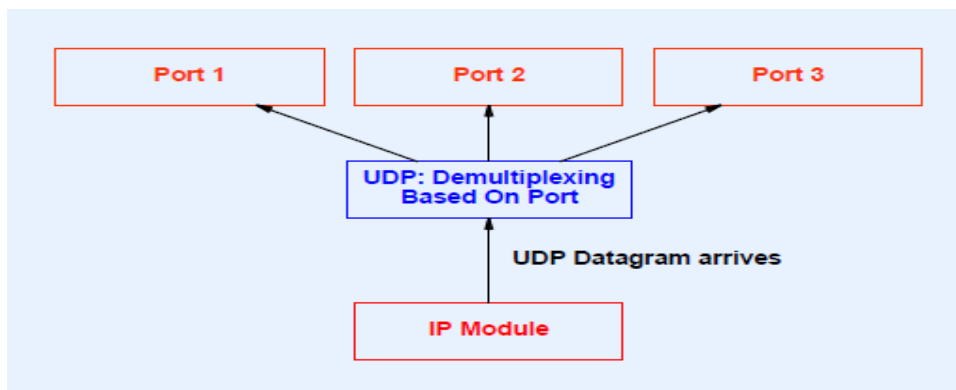 Port 1
Port 2
Port 3
UDP: Demultiplexing
Based On Port
UDP Datagram arrives
IP Module